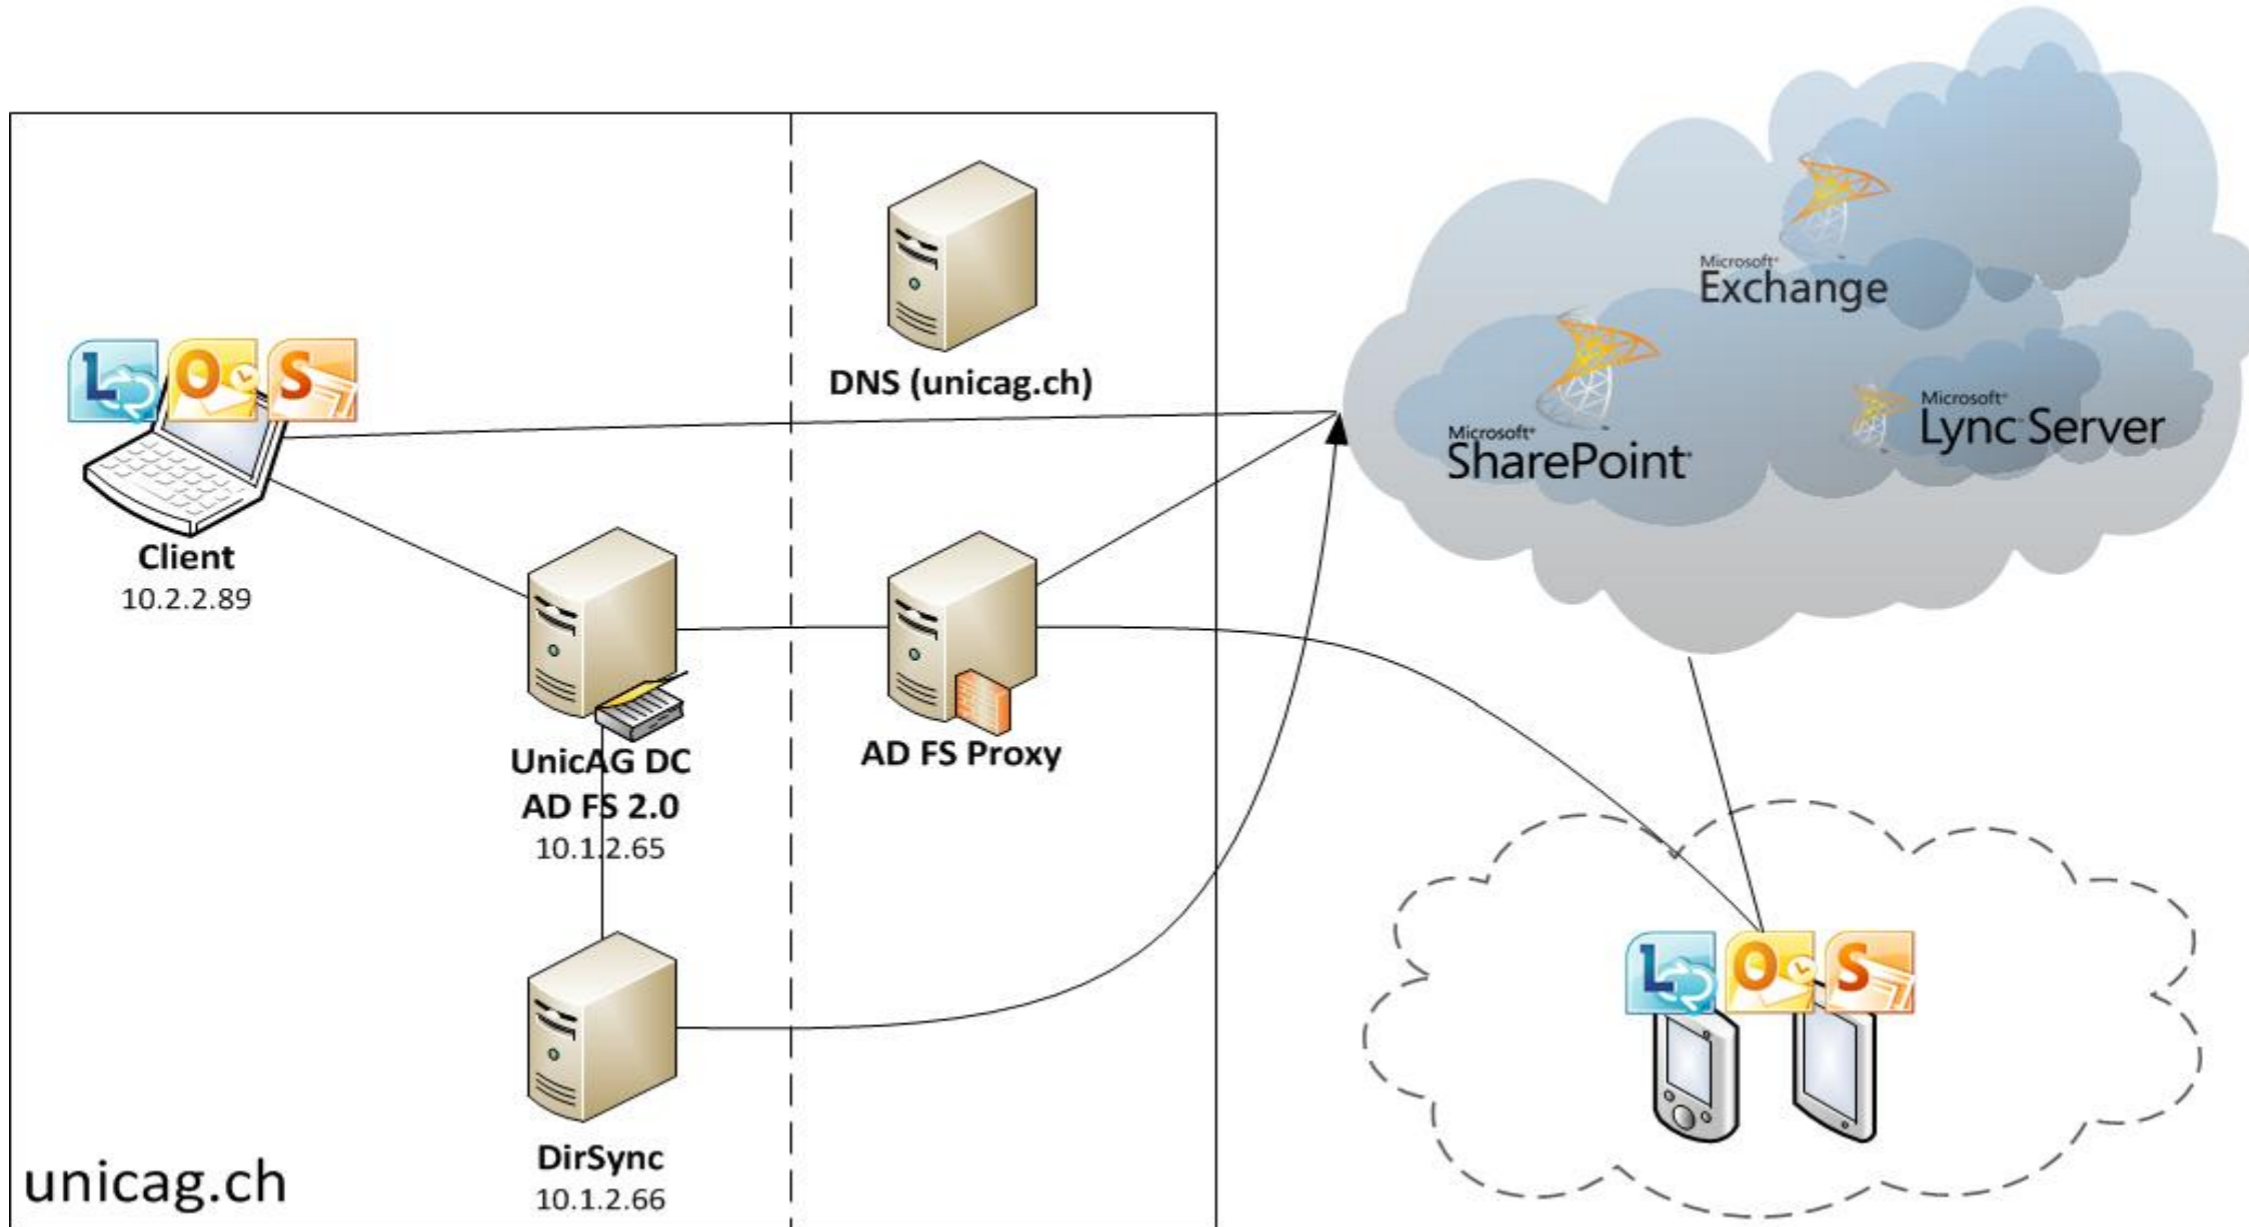 DNS (unicag.ch)
L O S
Client
10.2.2.89
UnicAG DC
AD FS 2.0
10.1.2.65
AD FS Proxy
DirSync
10.1.2.66
unicag.ch
Microsoft®
Exchange
Microsoft®
SharePoint®
Microsoft®
Lync Server
L O S